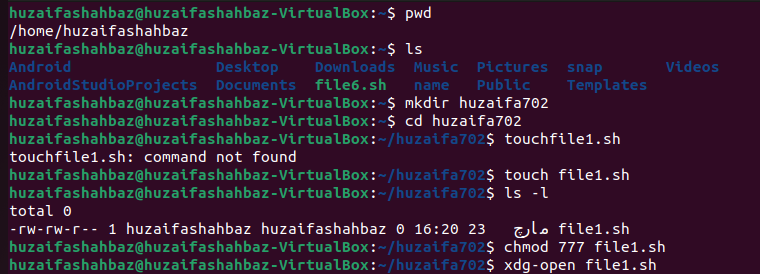 huzaifashahbaz@huzaifashahbaz-VirtualBox:~$ pwd
/home/huzaifashahbaz
huzaifashahbaz@huzaifashahbaz-VirtualBox:~$ ls
Android Desktop Downloads Music Pictures snap Videos
AndroidStudioProjects Documents file6.sh name Public Templates
huzaifashahbaz@huzaifashahbaz-VirtualBox:~$ mkdir huzaifa702
huzaifashahbaz@huzaifashahbaz-VirtualBox:~$ cd huzaifa702
huzaifashahbaz@huzaifashahbaz-VirtualBox:~/huzaifa702$ touchfile1.sh
touchfile1.sh: command not found
huzaifashahbaz@huzaifashahbaz-VirtualBox:~/huzaifa702$ touch file1.sh
huzaifashahbaz@huzaifashahbaz-VirtualBox:~/huzaifa702$ ls -l
total 0
-rw-rw-r-- 1 huzaifashahbaz huzaifashahbaz 0 16:20 23 مارچ file1.sh
huzaifashahbaz@huzaifashahbaz-VirtualBox:~/huzaifa702$ chmod 777 file1.sh
huzaifashahbaz@huzaifashahbaz-VirtualBox:~/huzaifa702$ xdg-open file1.sh